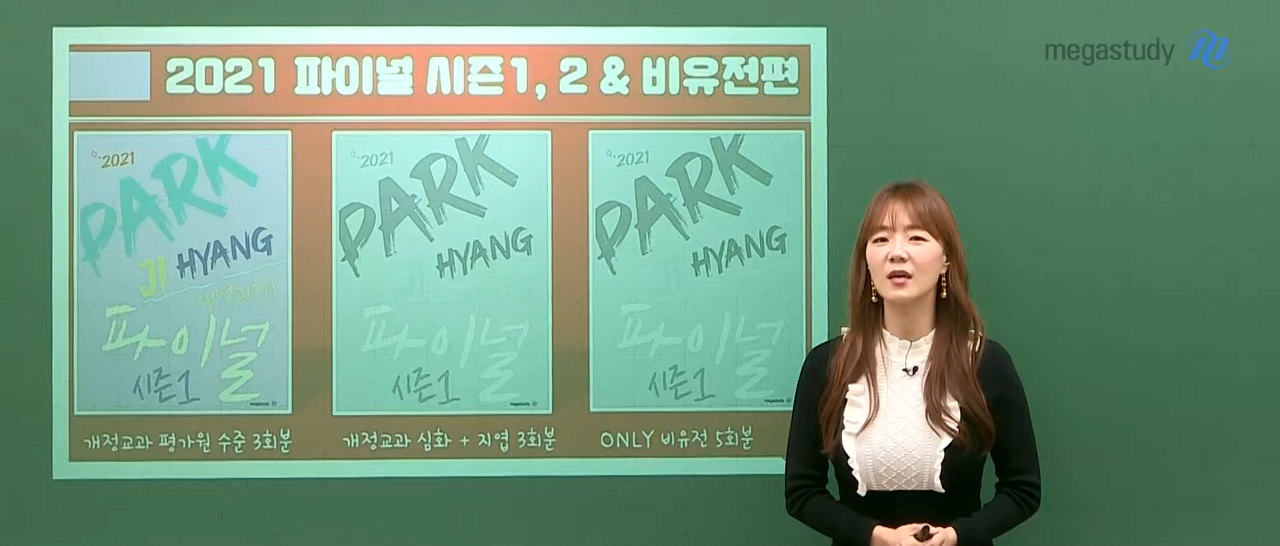 megastudy
2021 파이널 시즌1, 2 & 비유전편
2021
PARK
JI HYANG
파이널
시즌1
megastudy
2021
PARK
HYANG
파이널
시즌1
megastudy
2021
PARK
HYANG
파이널
시즌1
megastudy
개정교과 평가원 수준 3회분
개정교과 심화 + 지엽 3회분
ONLY 비유전 5회분